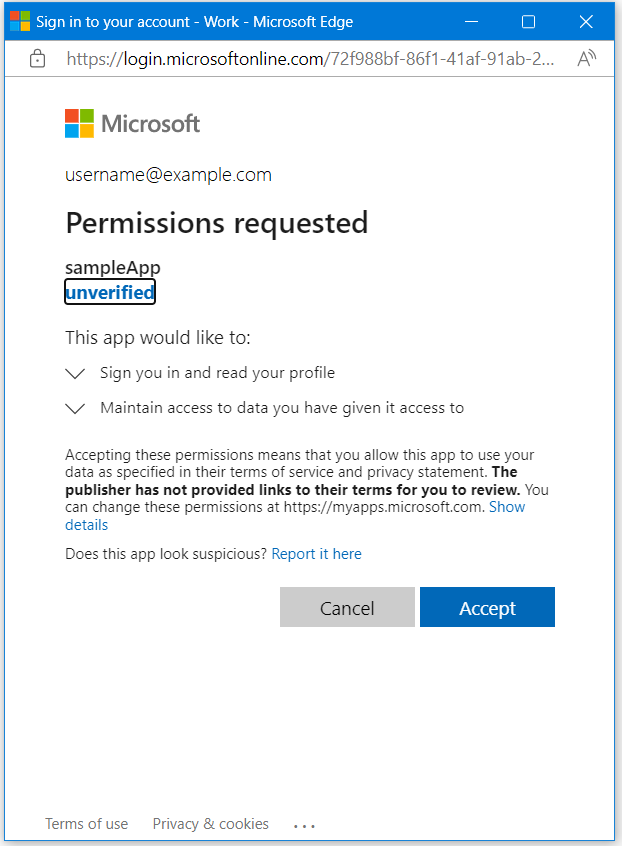 Sign in to your account - Work - Microsoft Edge
https://login.microsoftonline.com/72f988bf-86f1-41af-91ab-2...
Microsoft
username@example.com
Permissions requested
sampleApp
unverified
This app would like to:
Sign you in and read your profile
Maintain access to data you have given it access to
Accepting these permissions means that you allow this app to use your
data as specified in their terms of service and privacy statement. The
publisher has not provided links to their terms for you to review. You
can change these permissions at https://myapps.microsoft.com. Show
details
Does this app look suspicious? Report it here
Cancel Accept
Terms of use Privacy & cookies ...